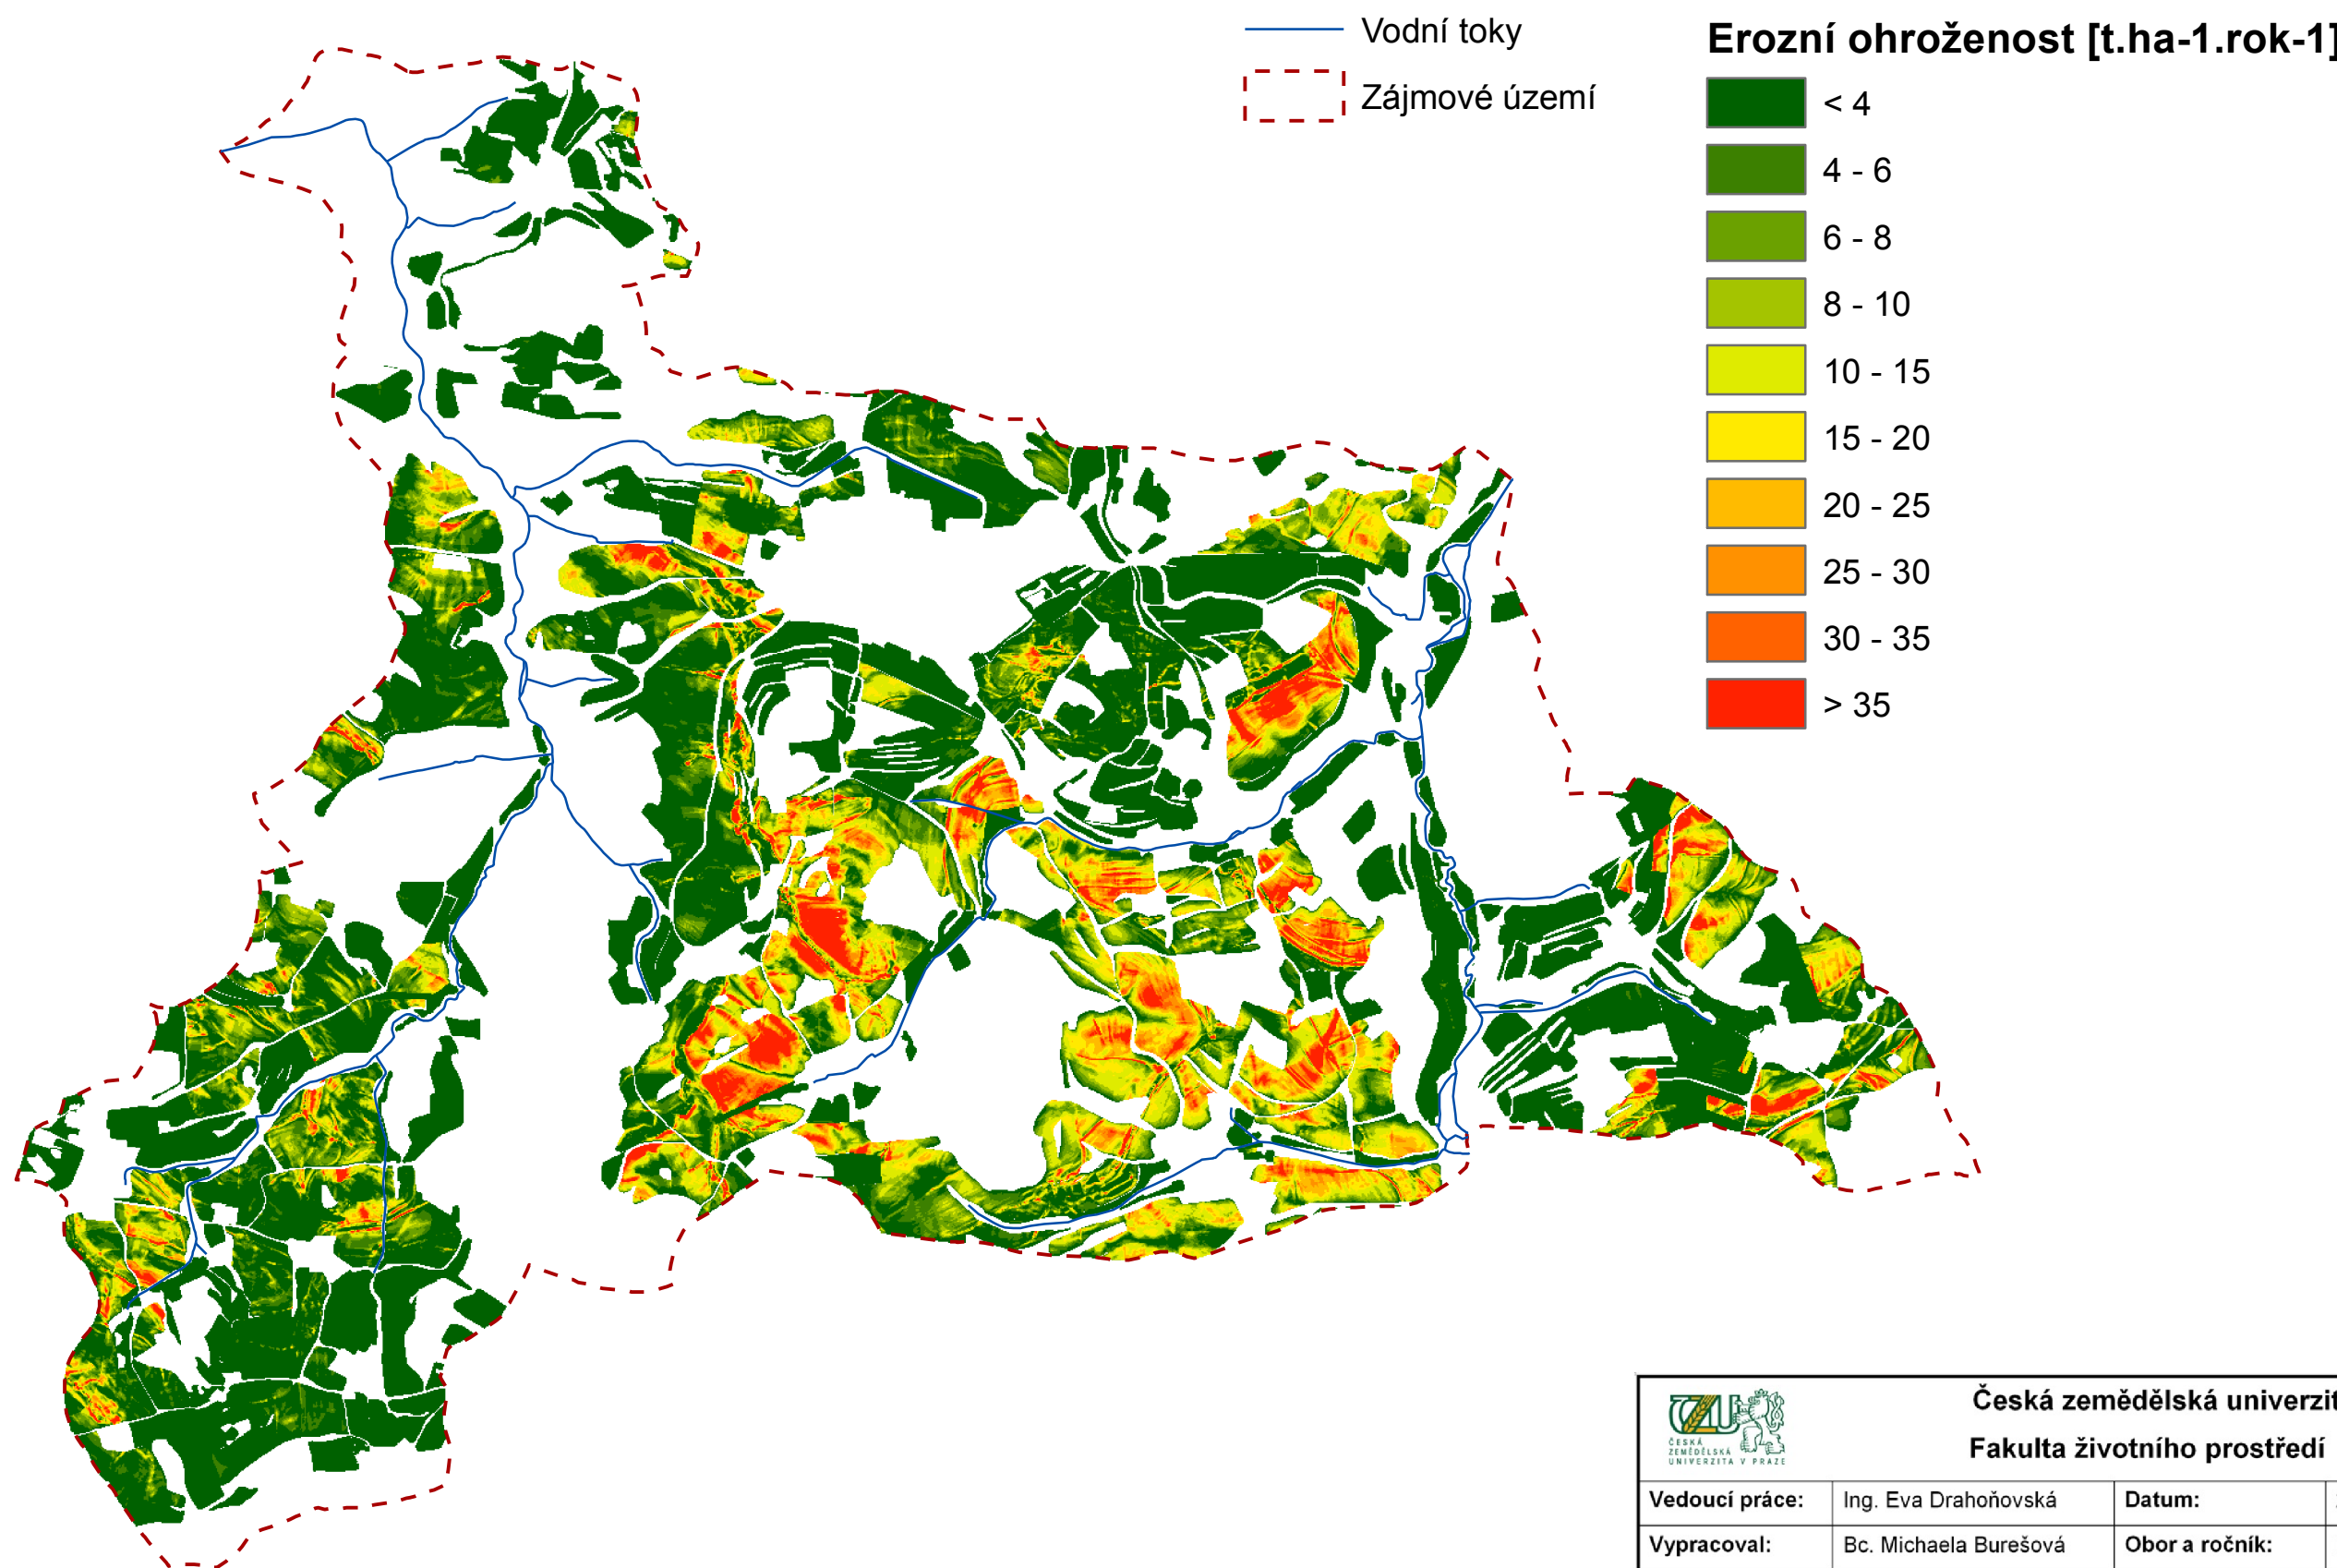 Vodní toky
Zájmové území
Erozní ohroženost [t.ha-1.rok-1]
< 4
4 - 6
6 - 8
8 - 10
10 - 15
15 - 20
20 - 25
25 - 30
30 - 35
> 35
ČESKÁ
ZEMĚDĚLSKÁ
UNIVERZITA V PRAZE
Česká zemědělská univerzit
Fakulta životního prostředí
Vedoucí práce: Ing. Eva Drahoňovská Datum:
Vypracoval: Bc. Michaela Burešová Obor a ročník: